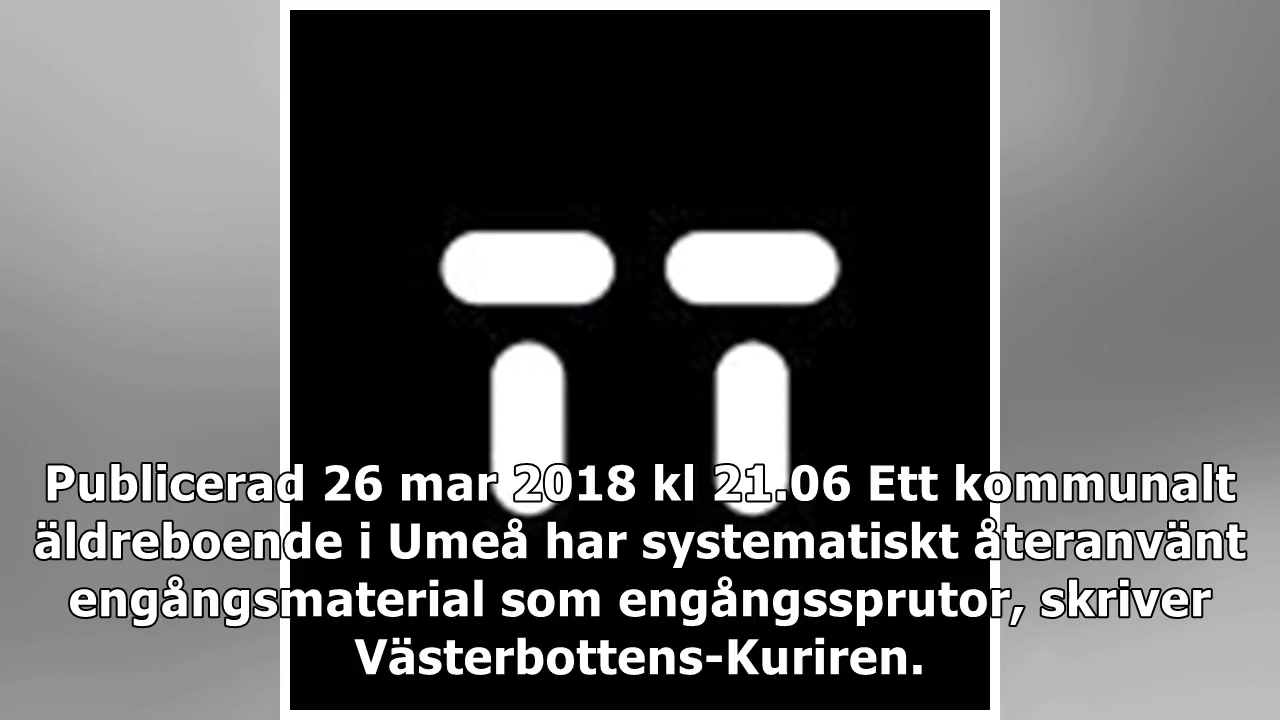 TT
Publicerad 26 mar 2018 kl 21.06 Ett kommunalt
äldreboende i Umeå har systematiskt återanvänt
engångsmaterial som engångssprutor, skriver
Västerbottens-Kuriren.